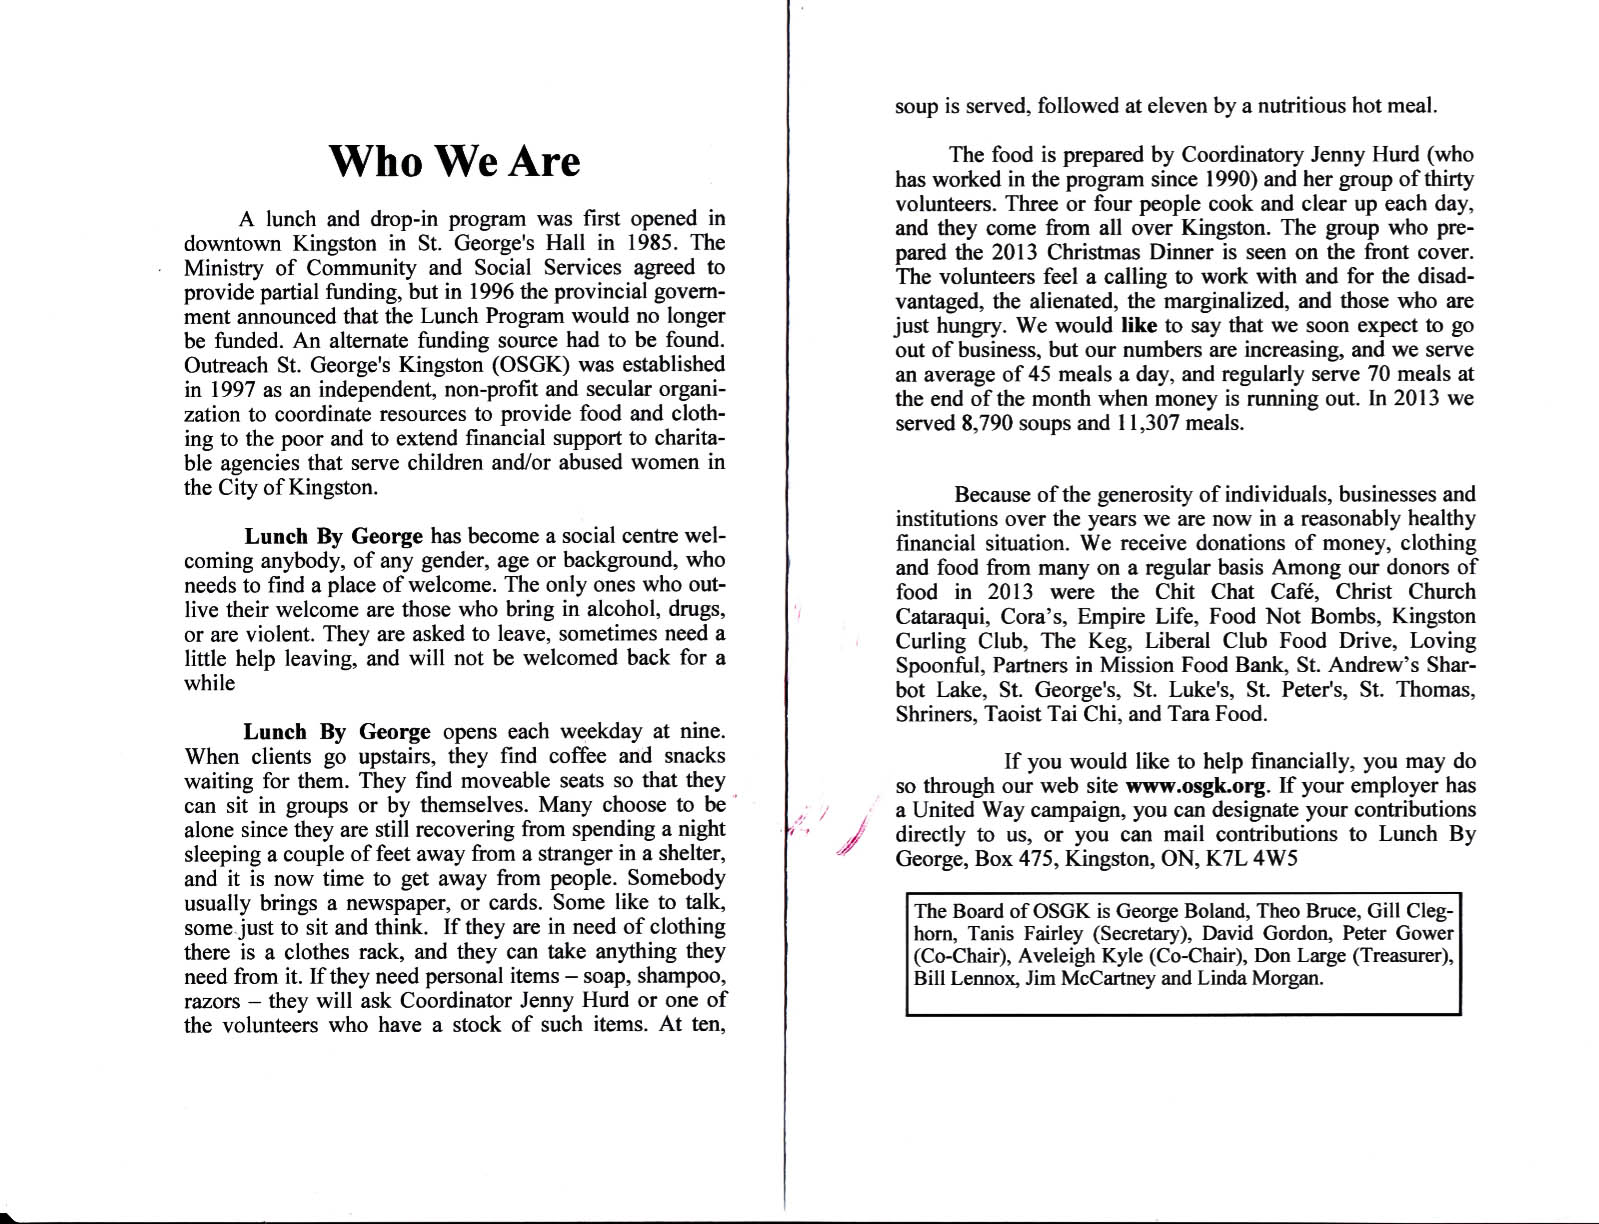 Who We Are
A lunch and drop-in program was first opened in
downtown Kingston in St. George's Hall in 1985. The
Ministry of Community and Social Services agreed to
provide partial funding, but in 1996 the provincial govern-
ment announced that the Lunch Program would no longer
be funded. An alternate funding source had to be found.
Outreach St. George's Kingston (OSGK) was established
in 1997 as an independent, non-profit and secular organi-
zation to coordinate resources to provide food and cloth-
ing to the poor and to extend financial support to charita-
ble agencies that serve children and/or abused women in
the City of Kingston.
Lunch By George has become a social centre wel-
coming anybody, of any gender, age or background, who
needs to find a place of welcome. The only ones who out-
live their welcome are those who bring in alcohol, drugs,
or are violent. They are asked to leave, sometimes need a
little help leaving, and will not be welcomed back for a
while
Lunch By George opens each weekday at nine.
When clients go upstairs, they find coffee and snacks
waiting for them. They find moveable seats so that they
can sit in groups or by themselves. Many choose to be
alone since they are still recovering from spending a night
sleeping a couple of feet away from a stranger in a shelter,
and it is now time to get away from people. Somebody
usually brings a newspaper, or cards. Some like to talk,
some just to sit and think. If they are in need of clothing
there is a clothes rack, and they can take anything they
need from it. If they need personal items – soap, shampoo,
razors – they will ask Coordinator Jenny Hurd or one of
the volunteers who have a stock of such items. At ten,
soup is served, followed at eleven by a nutritious hot meal.
The food is prepared by Coordinatory Jenny Hurd (who
has worked in the program since 1990) and her group of thirty
volunteers. Three or four people cook and clear up each day,
and they come from all over Kingston. The group who pre-
pared the 2013 Christmas Dinner is seen on the front cover.
The volunteers feel a calling to work with and for the disad-
vantaged, the alienated, the marginalized, and those who are
just hungry. We would like to say that we soon expect to go
out of business, but our numbers are increasing, and we serve
an average of 45 meals a day, and regularly serve 70 meals at
the end of the month when money is running out. In 2013 we
served 8,790 soups and 11,307 meals.
Because of the generosity of individuals, businesses and
institutions over the years we are now in a reasonably healthy
financial situation. We receive donations of money, clothing
and food from many on a regular basis Among our donors of
food in 2013 were the Chit Chat Café, Christ Church
Cataraqui, Cora’s, Empire Life, Food Not Bombs, Kingston
Curling Club, The Keg, Liberal Club Food Drive, Loving
Spoonful, Partners in Mission Food Bank, St. Andrew’s Shar-
bot Lake, St. George's, St. Luke's, St. Peter's, St. Thomas,
Shriners, Taoist Tai Chi, and Tara Food.
If you would like to help financially, you may do
so through our web site www.osgk.org. If your employer has
a United Way campaign, you can designate your contributions
directly to us, or you can mail contributions to Lunch By
George, Box 475, Kingston, ON, K7L 4W5
The Board of OSGK is George Boland, Theo Bruce, Gill Cleg-
horn, Tanis Fairley (Secretary), David Gordon, Peter Gower
(Co-Chair), Aveleigh Kyle (Co-Chair), Don Large (Treasurer),
Bill Lennox, Jim McCartney and Linda Morgan.